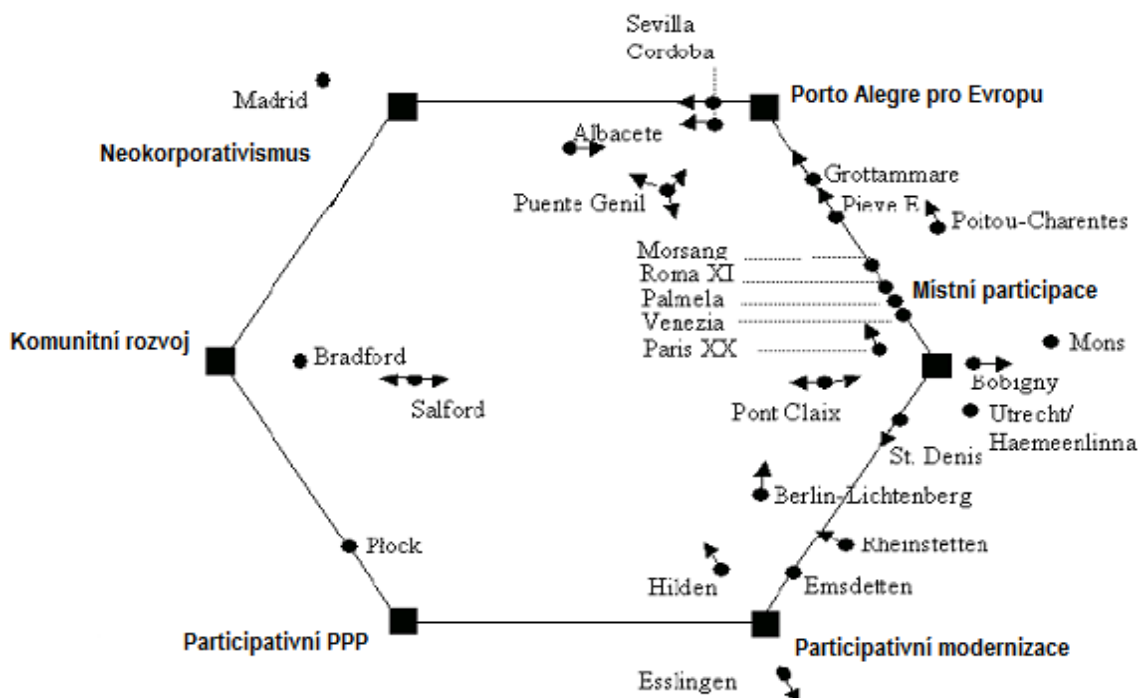 Sevilla
Cordoba
Madrid
Porto Alegre pro Evropu
Neokorporativismus
Albacete
Grottammare
Puente Genil
Pieve E
Poitou-Charentes
Morsang
Roma XI
Místní participace
Palmela
Venezia
Komunitní rozvoj
Paris XX
Mons
Bradford
Bobigny
Salford
Pont Claix
Utrecht/
Haemeenlinna
St. Denis
Berlin-Lichtenberg
Płock
Rheinstetten
Hilden
Emsdetten
Participativní PPP
Participativní modernizace
Esslingen